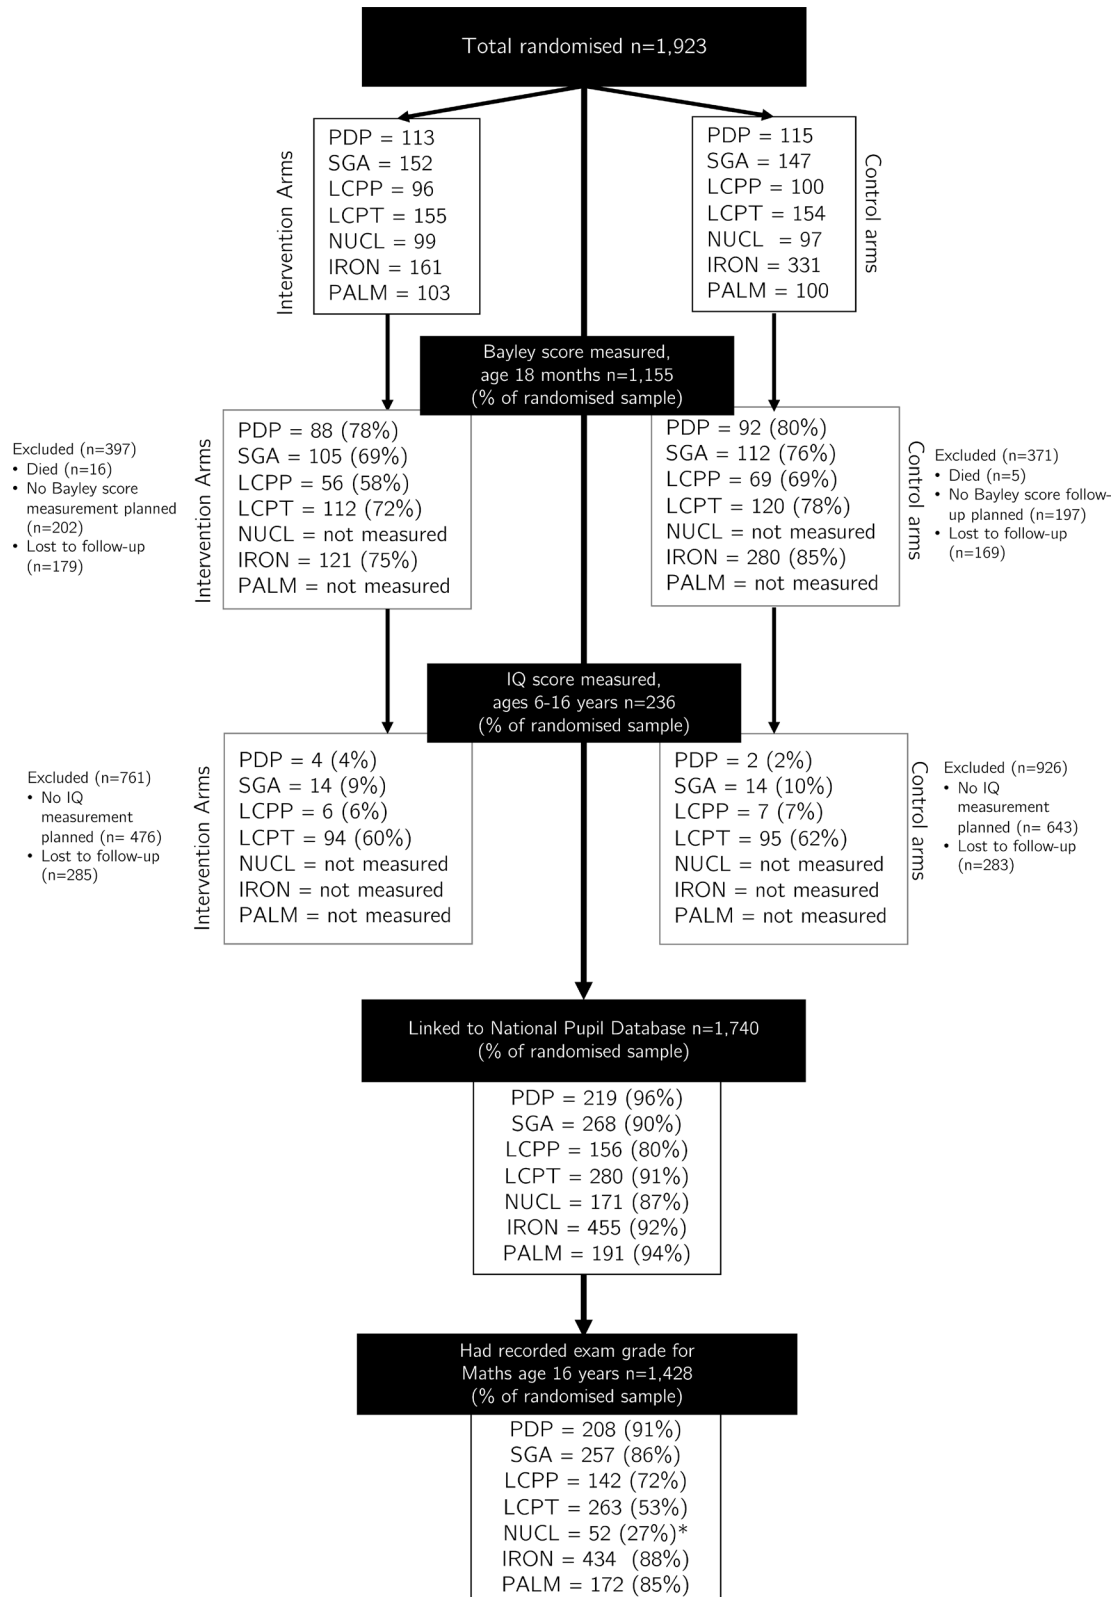 Total randomised n=1,923
Intervention Arms
PDP = 113
SGA = 152
LCPP = 96
LCPT = 155
NUCL = 99
IRON = 161
PALM = 103
PDP = 115
SGA = 147
LCPP = 100
LCPT = 154
NUCL = 97
IRON = 331
PALM = 100
Control arms
Bayley score measured,
age 18 months n=1,155
(% of randomised sample)
Excluded (n=397)
• Died (n=16)
• No Bayley score
measurement planned
(n=202)
• Lost to follow-up
(n=179)
Intervention Arms
PDP = 88 (78%)
SGA = 105 (69%)
LCPP = 56 (58%)
LCPT = 112 (72%)
NUCL = not measured
IRON = 121 (75%)
PALM = not measured
PDP = 92 (80%)
SGA = 112 (76%)
LCPP = 69 (69%)
LCPT = 120 (78%)
NUCL = not measured
IRON = 280 (85%)
PALM = not measured
Control arms
Excluded (n=371)
• Died (n=5)
• No Bayley score follow-
up planned (n=197)
• Lost to follow-up
(n=169)
IQ score measured,
ages 6-16 years n=236
(% of randomised sample)
Excluded (n=761)
• No IQ
measurement
planned (n= 476)
• Lost to follow-up
(n=285)
Intervention Arms
PDP = 4 (4%)
SGA = 14 (9%)
LCPP = 6 (6%)
LCPT = 94 (60%)
NUCL = not measured
IRON = not measured
PALM = not measured
PDP = 2 (2%)
SGA = 14 (10%)
LCPP = 7 (7%)
LCPT = 95 (62%)
NUCL = not measured
IRON = not measured
PALM = not measured
Control arms
Excluded (n=926)
• No IQ
measurement
planned (n= 643)
• Lost to follow-up
(n=283)
Linked to National Pupil Database n=1,740
(% of randomised sample)
PDP = 219 (96%)
SGA = 268 (90%)
LCPP = 156 (80%)
LCPT = 280 (91%)
NUCL = 171 (87%)
IRON = 455 (92%)
PALM = 191 (94%)
Had recorded exam grade for
Maths age 16 years n=1,428
(% of randomised sample)
PDP = 208 (91%)
SGA = 257 (86%)
LCPP = 142 (72%)
LCPT = 263 (53%)
NUCL = 52 (27%)*
IRON = 434 (88%)
PALM = 172 (85%)